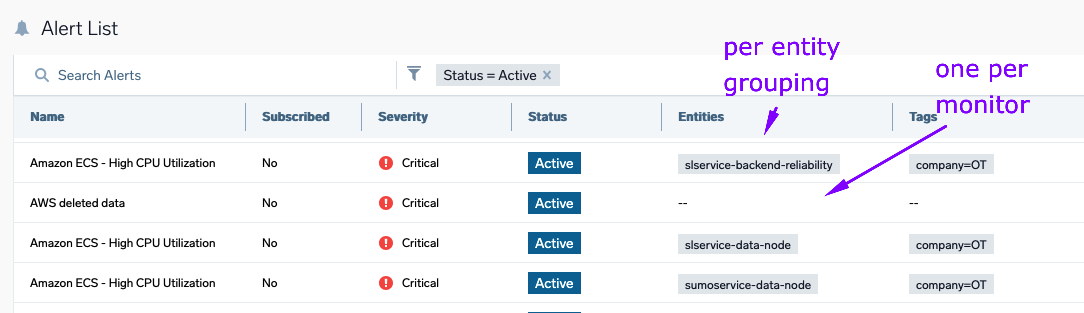 Alert List
per entity
grouping
one per
monitor
Search Alerts
Status = Active ×
Name Subscribed Severity Status Entities Tags
Amazon ECS - High CPU Utilization No Critical Active slservice-backend-reliability company=OT
AWS deleted data No Critical Active -- --
Amazon ECS - High CPU Utilization No Critical Active slservice-data-node company=OT
Amazon ECS - High CPU Utilization No Critical Active sumoservice-data-node company=OT